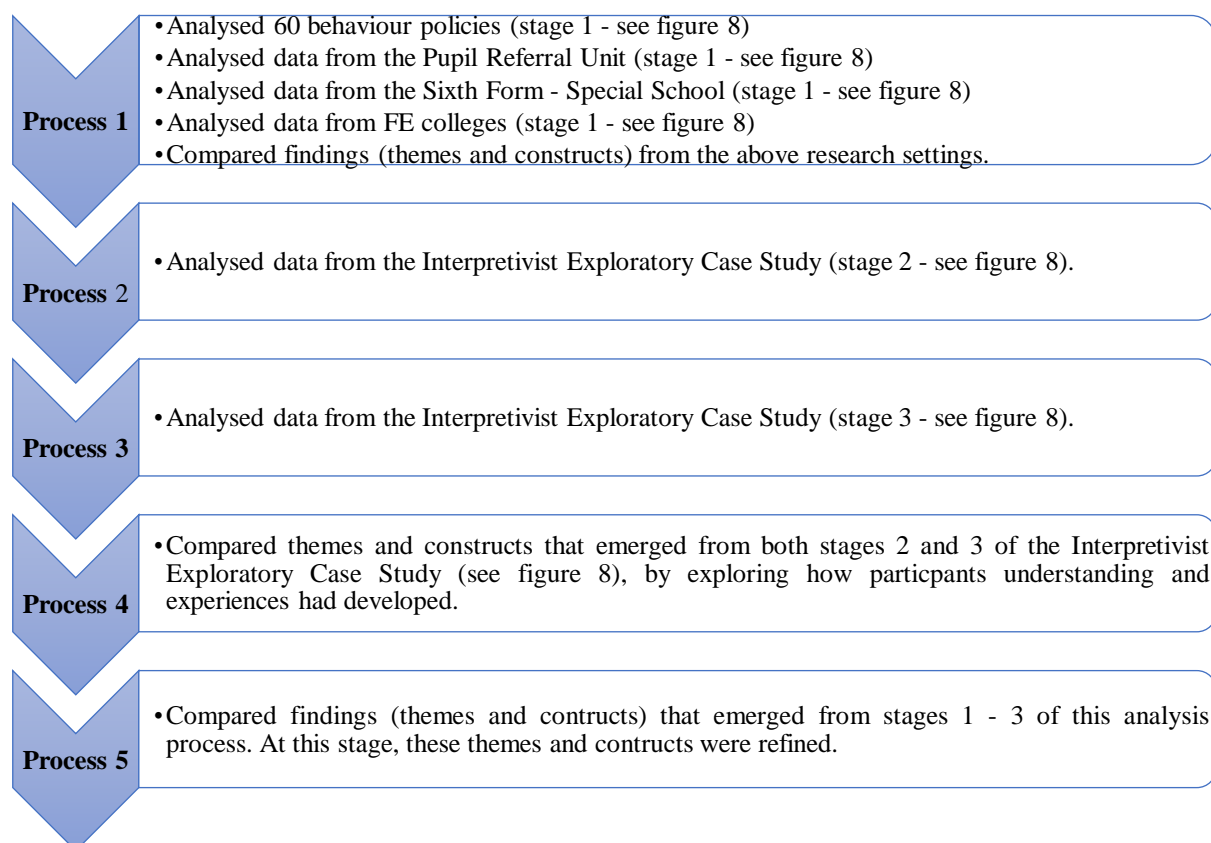 •Analysed 60 behaviour policies (stage 1 - see figure 8)
•Analysed data from the Pupil Referral Unit (stage 1 - see figure 8)
•Analysed data from the Sixth Form - Special School (stage 1 - see figure 8)
•Analysed data from FE colleges (stage 1 - see figure 8)
•Compared findings (themes and constructs) from the above research settings.
Process 1
•Analysed data from the Interpretivist Exploratory Case Study (stage 2 - see figure 8).
Process 2
•Analysed data from the Interpretivist Exploratory Case Study (stage 3 - see figure 8).
Process 3
•Compared themes and constructs that emerged from both stages 2 and 3 of the Interpretivist
Exploratory Case Study (see figure 8), by exploring how particpants understanding and
experiences had developed.
Process 4
•Compared findings (themes and contructs) that emerged from stages 1 - 3 of this analysis
process. At this stage, these themes and contructs were refined.
Process 5